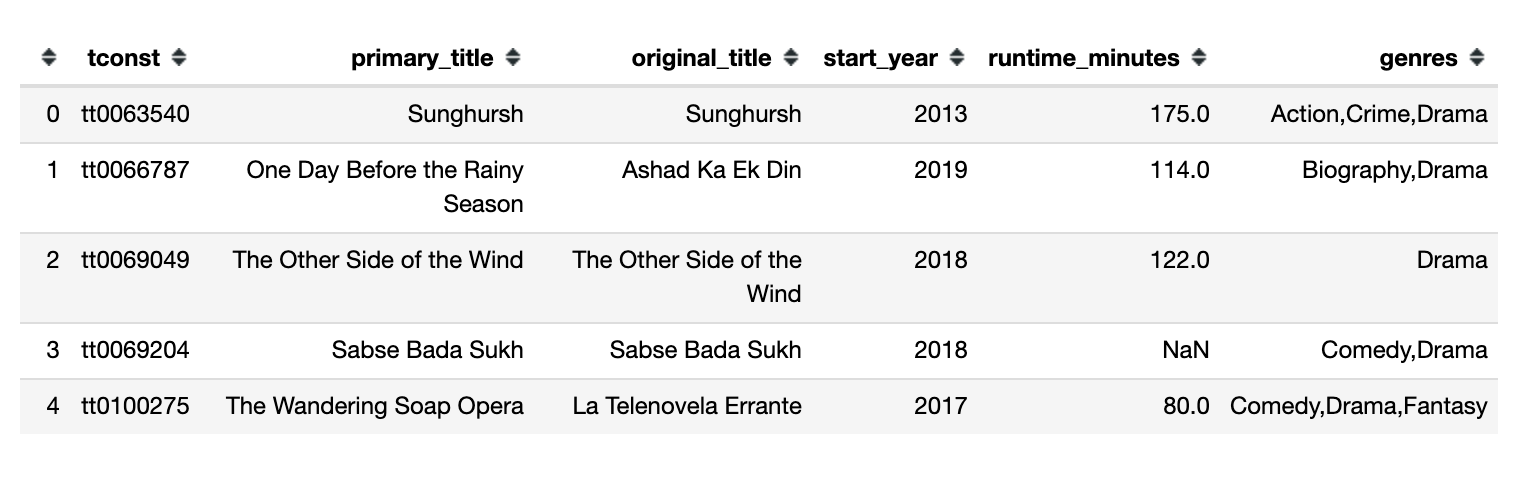 tconst primary_title original_title start_year runtime_minutes genres
0 tt0063540 Sunghursh Sunghursh 2013 175.0 Action,Crime,Drama
1 tt0066787 One Day Before the Rainy Ashad Ka Ek Din 2019 114.0 Biography,Drama
Season
2 tt0069049 The Other Side of the Wind The Other Side of the 2018 122.0 Drama
Wind
3 tt0069204 Sabse Bada Sukh Sabse Bada Sukh 2018 NaN Comedy,Drama
4 tt0100275 The Wandering Soap Opera La Telenovela Errante 2017 80.0 Comedy,Drama,Fantasy